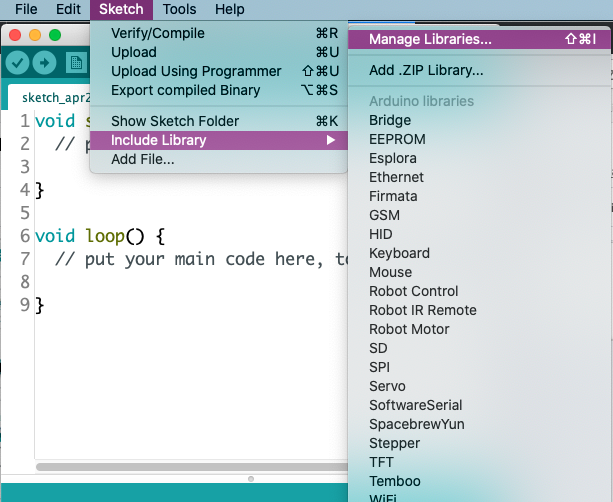 File Edit Sketch Tools Help
Verify/Compile ⌘R
Upload ⌘U
Upload Using Programmer ⇧⌘U
Export compiled Binary ⌥⌘S
Show Sketch Folder ⌘K
Include Library ▶
Add File...
Manage Libraries... ⇧⌘I
Add .ZIP Library...
Arduino libraries
Bridge
EEPROM
Esplora
Ethernet
Firmata
GSM
HID
Keyboard
Mouse
Robot Control
Robot IR Remote
Robot Motor
SD
SPI
Servo
SoftwareSerial
SpacebrewYun
Stepper
TFT
Temboo
WiFi
sketch_apr2
1 void s
2 // p
3
4 }
5
6 void loop() {
7 // put your main code here, to
8
9 }